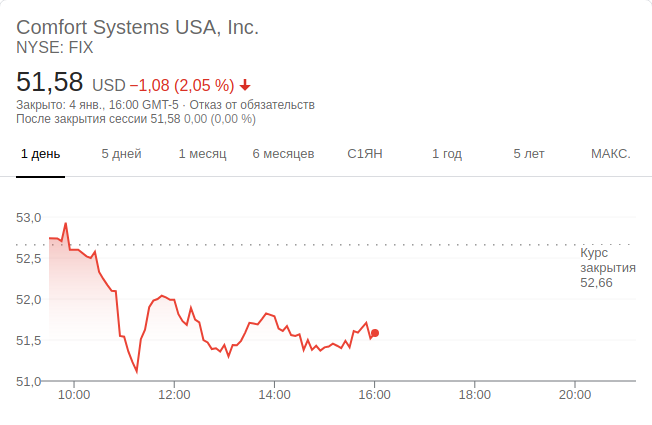 Comfort Systems USA, Inc.
NYSE: FIX
51,58 USD −1,08 (2,05 %)
Закрыто: 4 янв., 16:00 GMT-5 · Отказ от обязательств
После закрытия сессии 51,58 0,00 (0,00 %)
1 день 5 дней 1 месяц 6 месяцев С1ЯН 1 год 5 лет МАКС.
53,0
52,5
52,0
51,5
51,0
Курс
закрытия
52,66
10:00 12:00 14:00 16:00 18:00 20:00